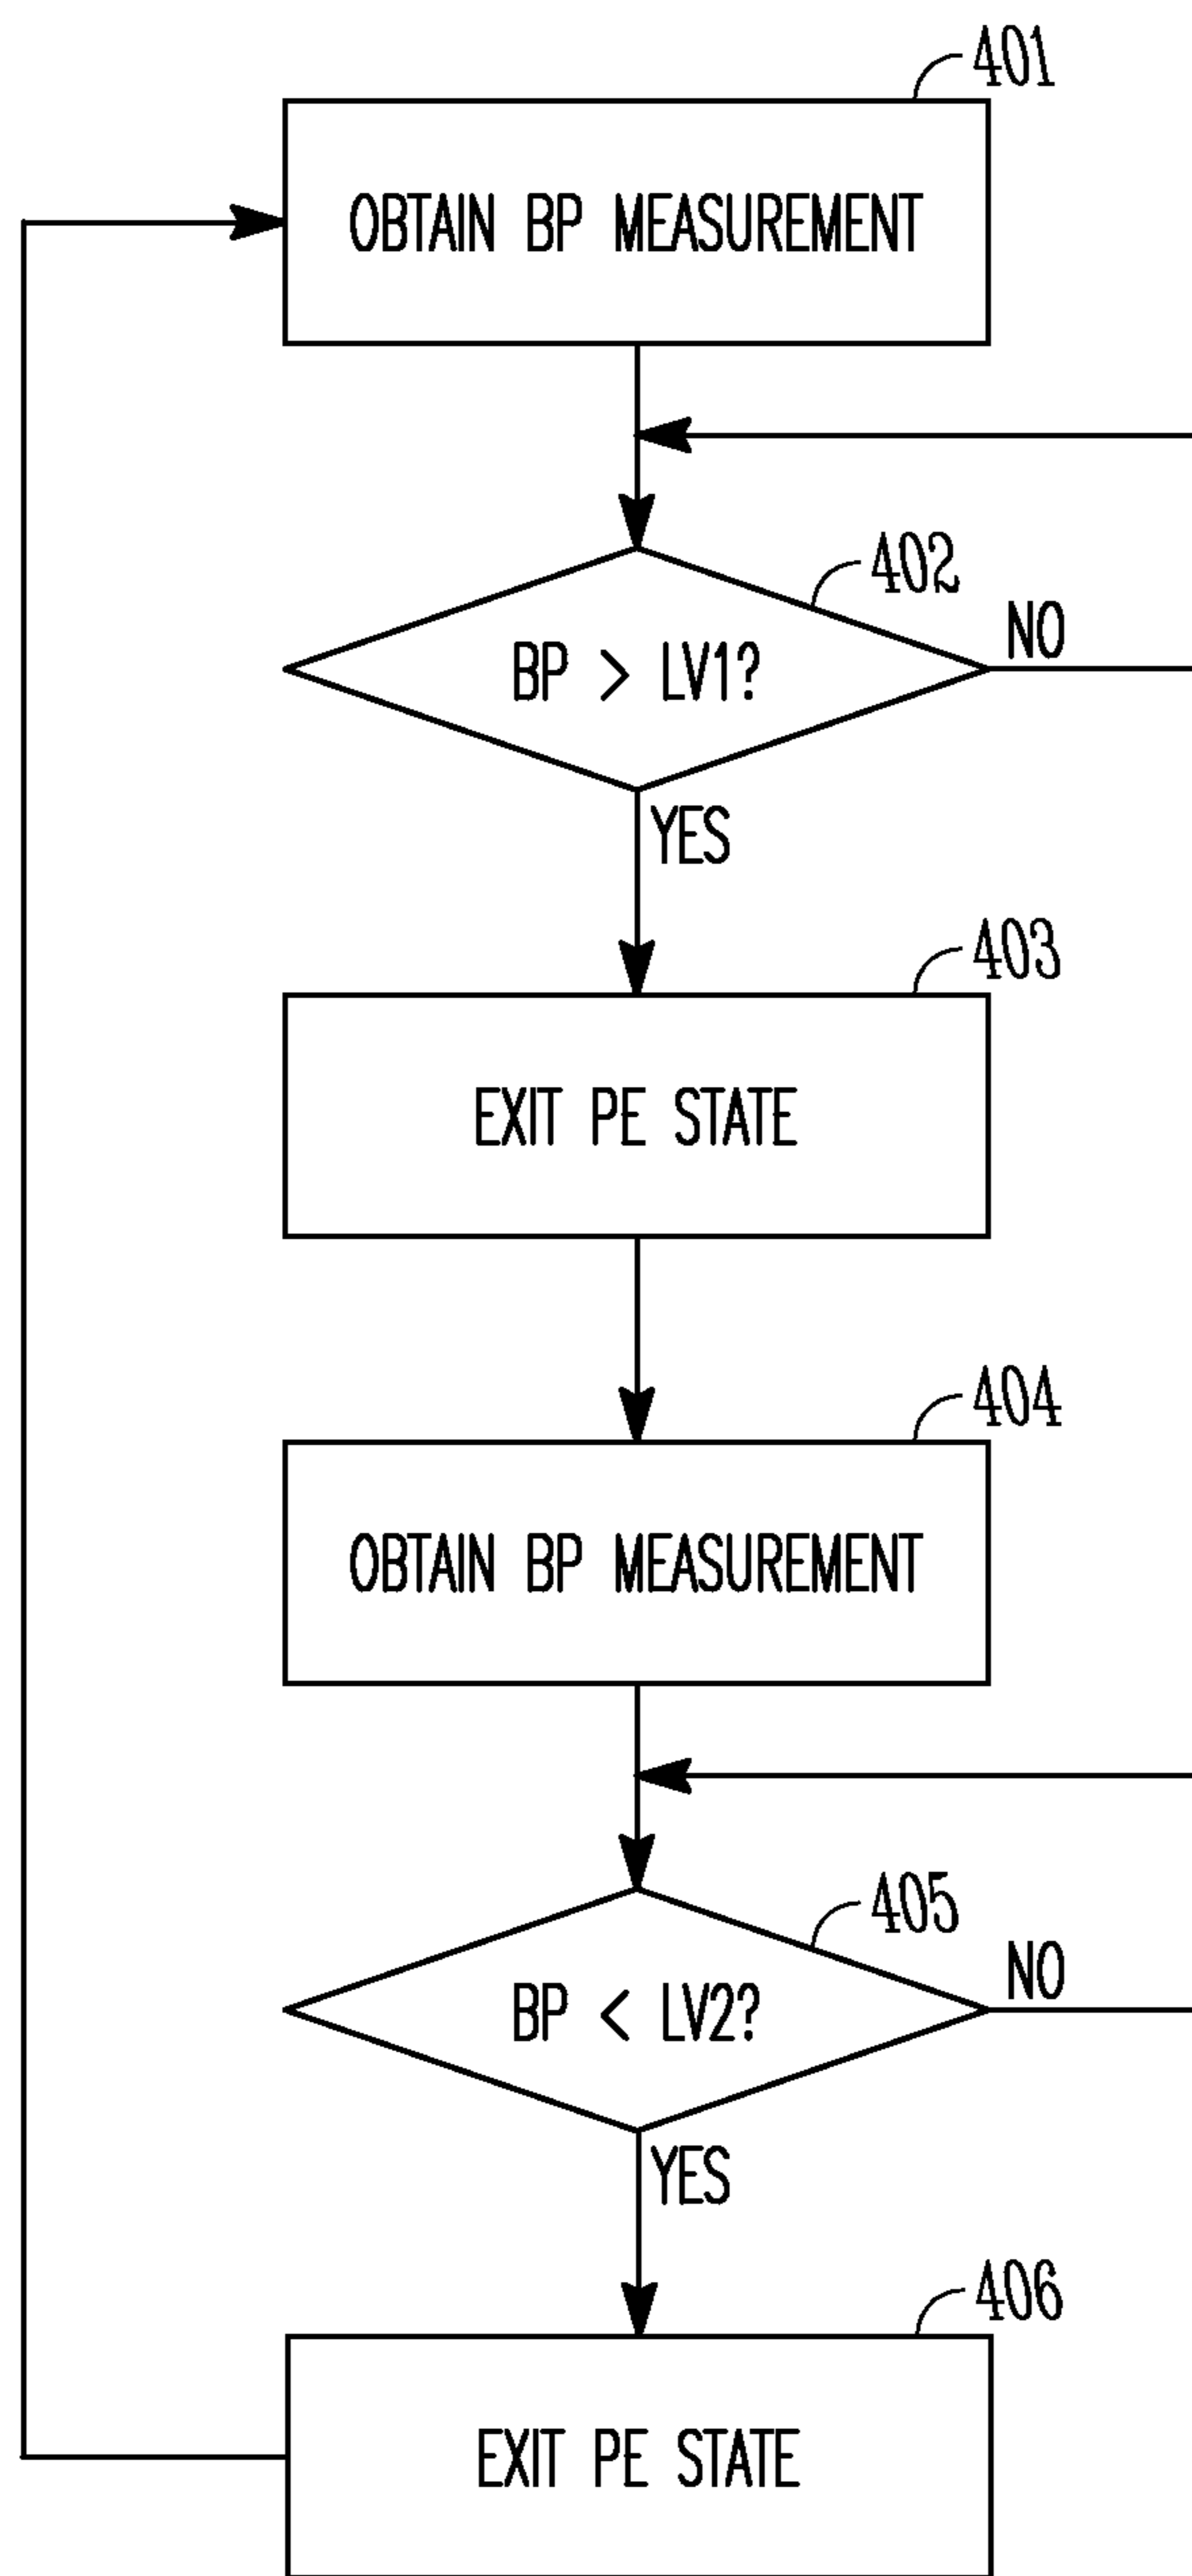 401
OBTAIN BP MEASUREMENT
402
BP > LV1?
NO
YES
403
EXIT PE STATE
404
OBTAIN BP MEASUREMENT
405
BP < LV2?
NO
YES
406
EXIT PE STATE